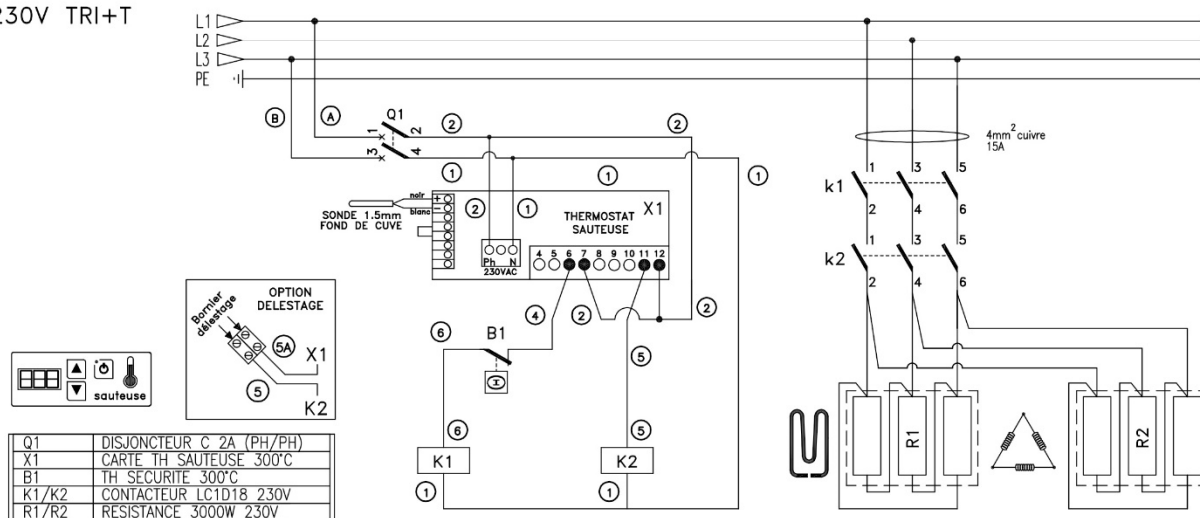 230V TRI+T
L1
L2
L3
PE
B
A
Q1
1
2
3
4
2
2
1
1
1
4mm² cuivre
15A
k1
1
3
5
2
4
6
k2
1
3
5
2
4
6
SONDE 1.5mm
FOND DE CUVE
noir
blanc
+
–
2
1
THERMOSTAT
SAUTEUSE
X1
Ph
N
230VAC
4 5 6 7 8 9 10 11 12
4
2
2
6
B1
5
6
5
K1
K2
1
1
OPTION
DELESTAGE
Bornier
délestage
5A
X1
5
K2
sauteuse
R1
R2
Q1 DISJONCTEUR C 2A (PH/PH)
X1 CARTE TH SAUTEUSE 300°C
B1 TH SECURITE 300°C
K1/K2 CONTACTEUR LC1D18 230V
R1/R2 RESISTANCE 3000W 230V